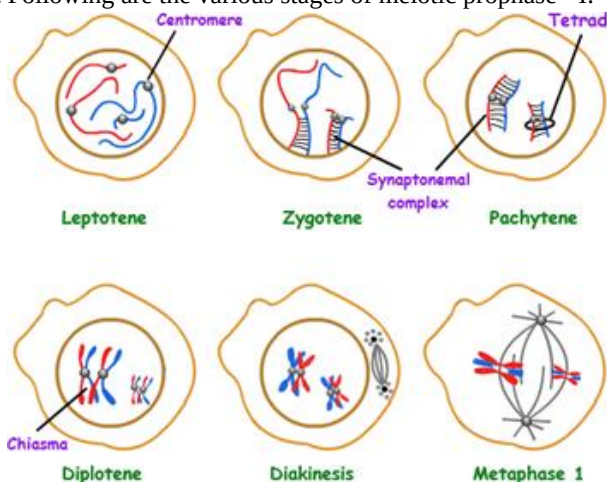 Following are the various stages of meiotic prophase -1.
Centromere
Tetrad
Synaptonemal
complex
Leptotene
Zygotene
Pachytene
Chiasma
Diplotene
Diakinesis
Metaphase 1